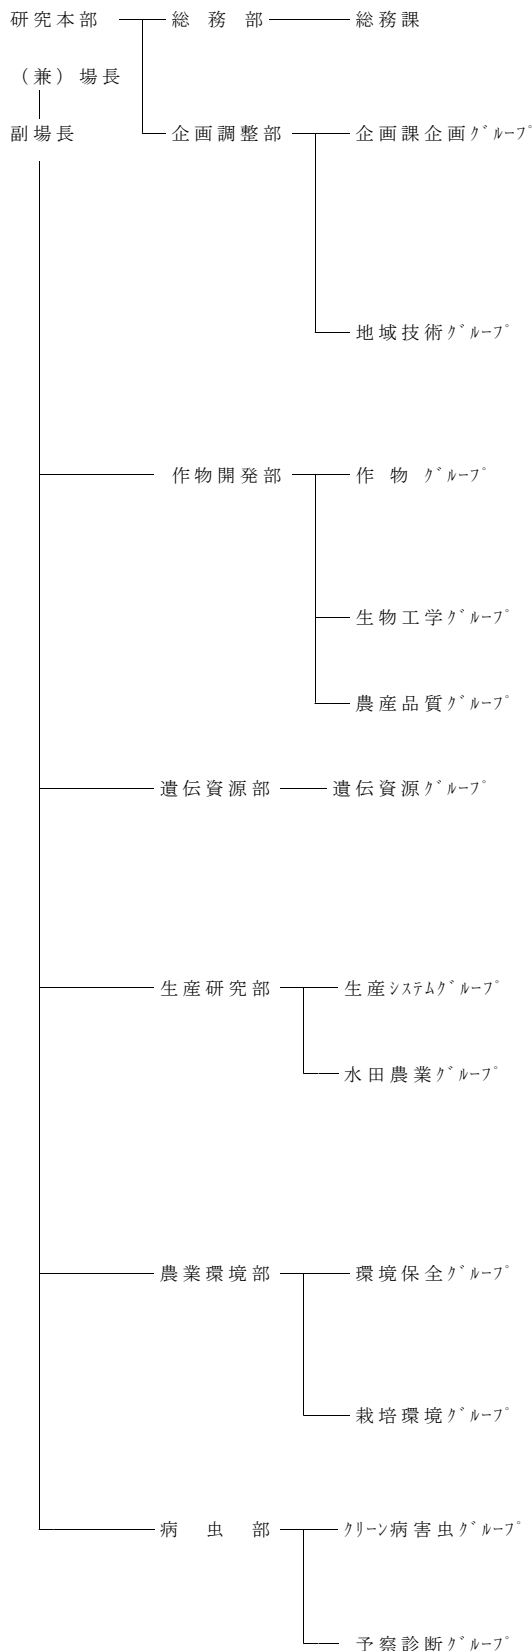 研究本部 総務部 総務課
（兼）場長
副場長 企画調整部 企画課企画ｸﾞﾙｰﾌﾟ
地域技術ｸﾞﾙｰﾌﾟ
作物開発部 作物 ｸﾞﾙｰﾌﾟ
生物工学ｸﾞﾙｰﾌﾟ
農産品質ｸﾞﾙｰﾌﾟ
遺伝資源部 遺伝資源ｸﾞﾙｰﾌﾟ
生産研究部 生産ｼｽﾃﾑｸﾞﾙｰﾌﾟ
水田農業ｸﾞﾙｰﾌﾟ
農業環境部 環境保全ｸﾞﾙｰﾌﾟ
栽培環境ｸﾞﾙｰﾌﾟ
病虫部 ｸﾘｰﾝ病害虫ｸﾞﾙｰﾌﾟ
予察診断ｸﾞﾙｰﾌﾟ